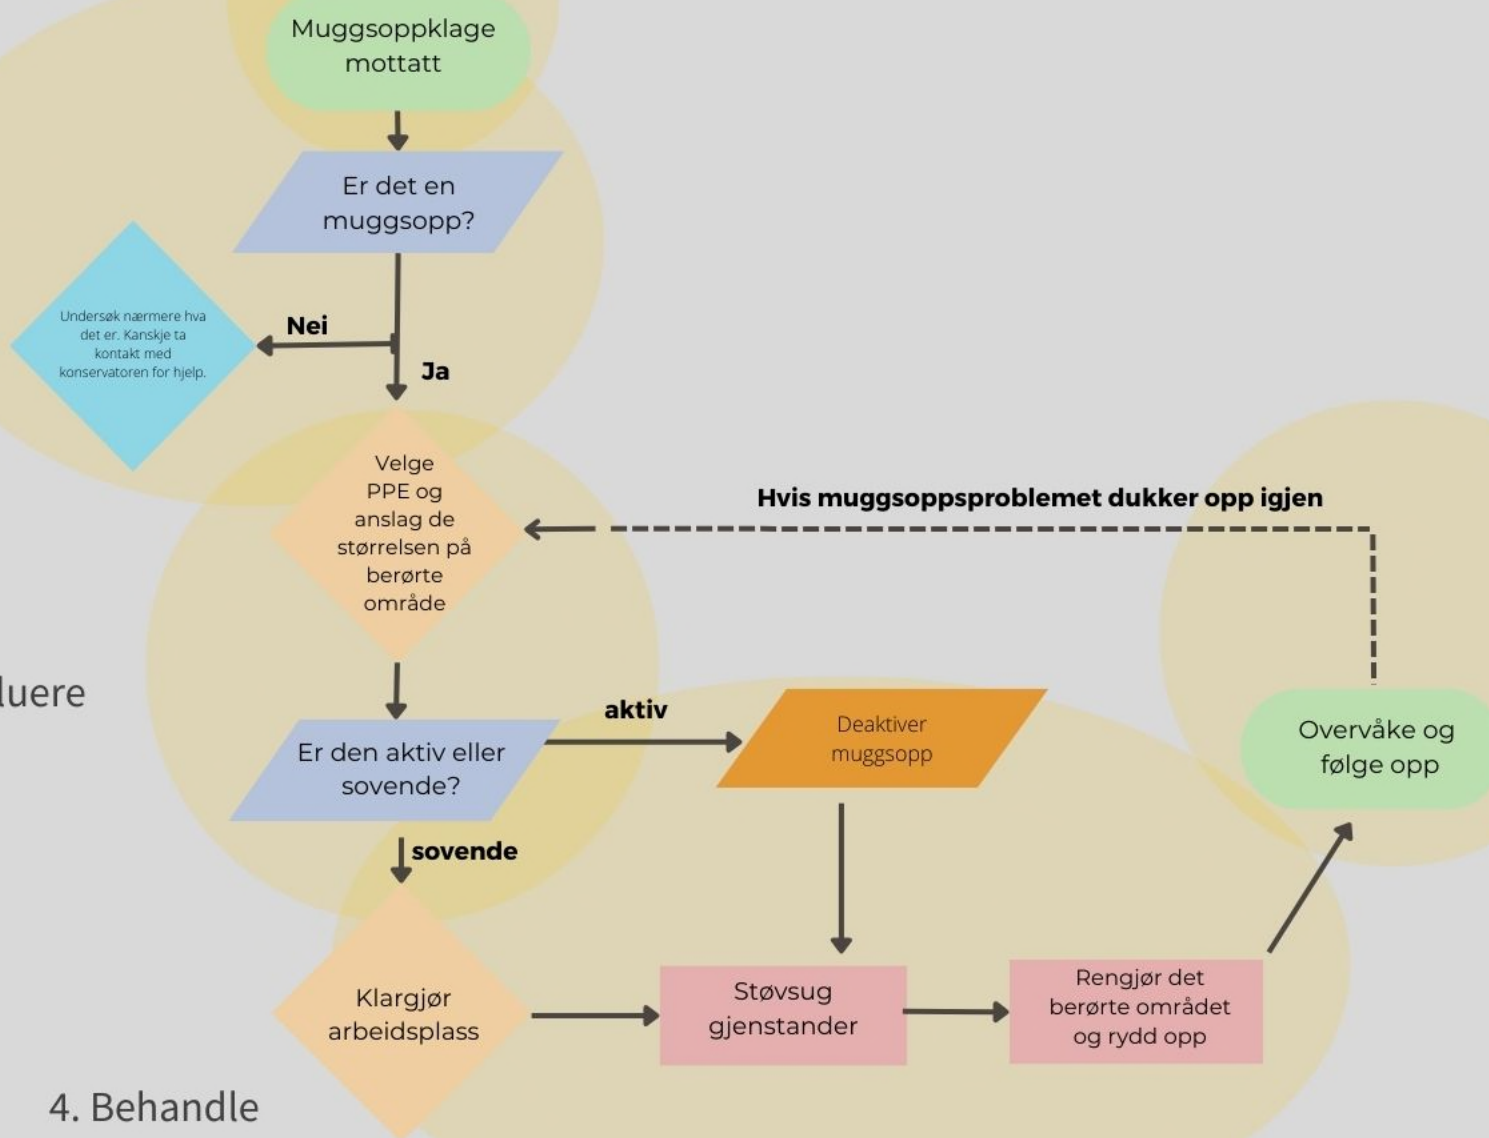 Muggsoppklage
mottatt
Er det en
muggsopp?
Undersøk nærmere hva
det er. Kanskje ta
kontakt med
konservatoren for hjelp.
Nei
Ja
Velge
PPE og
anslag de
størrelsen på
berørte
område
Hvis muggsoppsproblemet dukker opp igjen
luere
Er den aktiv eller
sovende?
aktiv
Deaktiver
muggsopp
Overvåke og
følge opp
sovende
Klargjør
arbeidsplass
Støvsug
gjenstander
Rengjør det
berørte området
og rydd opp
4. Behandle